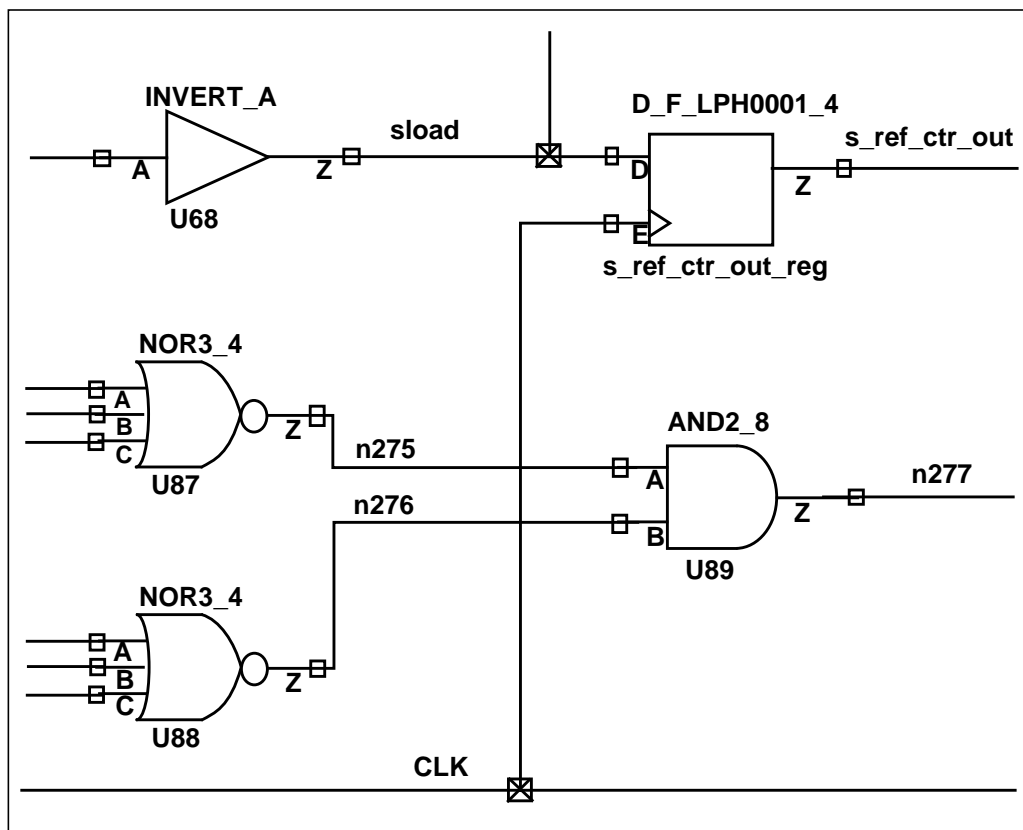 INVERT_A
A
Z
U68
sload
D_F_LPH0001_4
D
E
Z
s_ref_ctr_out
s_ref_ctr_out_reg
NOR3_4
A
B
C
Z
U87
n275
AND2_8
A
B
Z
U89
n277
n276
NOR3_4
A
B
C
Z
U88
CLK